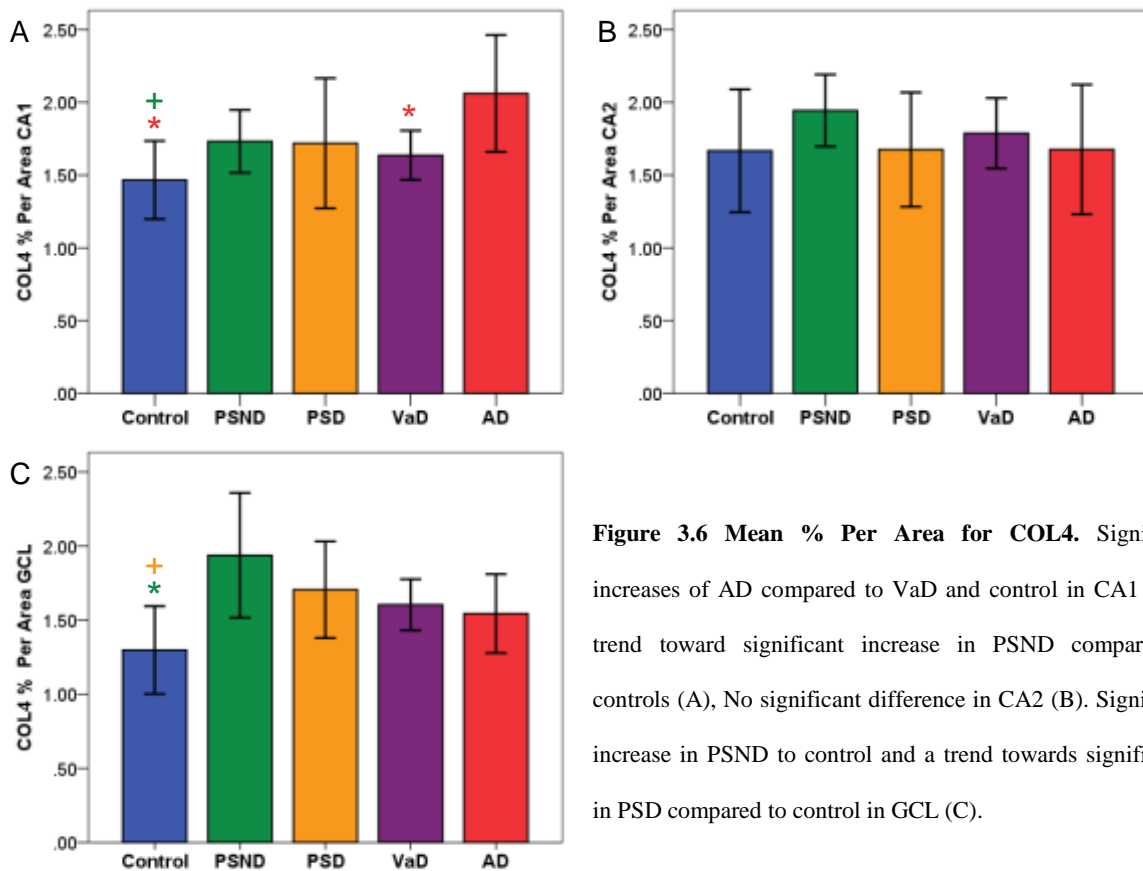 A
COL4 % Per Area CA1
2.50
2.00
1.50
1.00
.50
.00
+
*
*
Control PSND PSD VaD AD
B
COL4 % Per Area CA2
2.50
2.00
1.50
1.00
.50
.00
Control PSND PSD VaD AD
C
COL4 % Per Area GCL
2.50
2.00
1.50
1.00
.50
.00
+
*
Control PSND PSD VaD AD
Figure 3.6 Mean % Per Area for COL4. Signi
increases of AD compared to VaD and control in CA1
trend toward significant increase in PSND compar
controls (A), No significant difference in CA2 (B). Signi
increase in PSND to control and a trend towards signifi
in PSD compared to control in GCL (C).